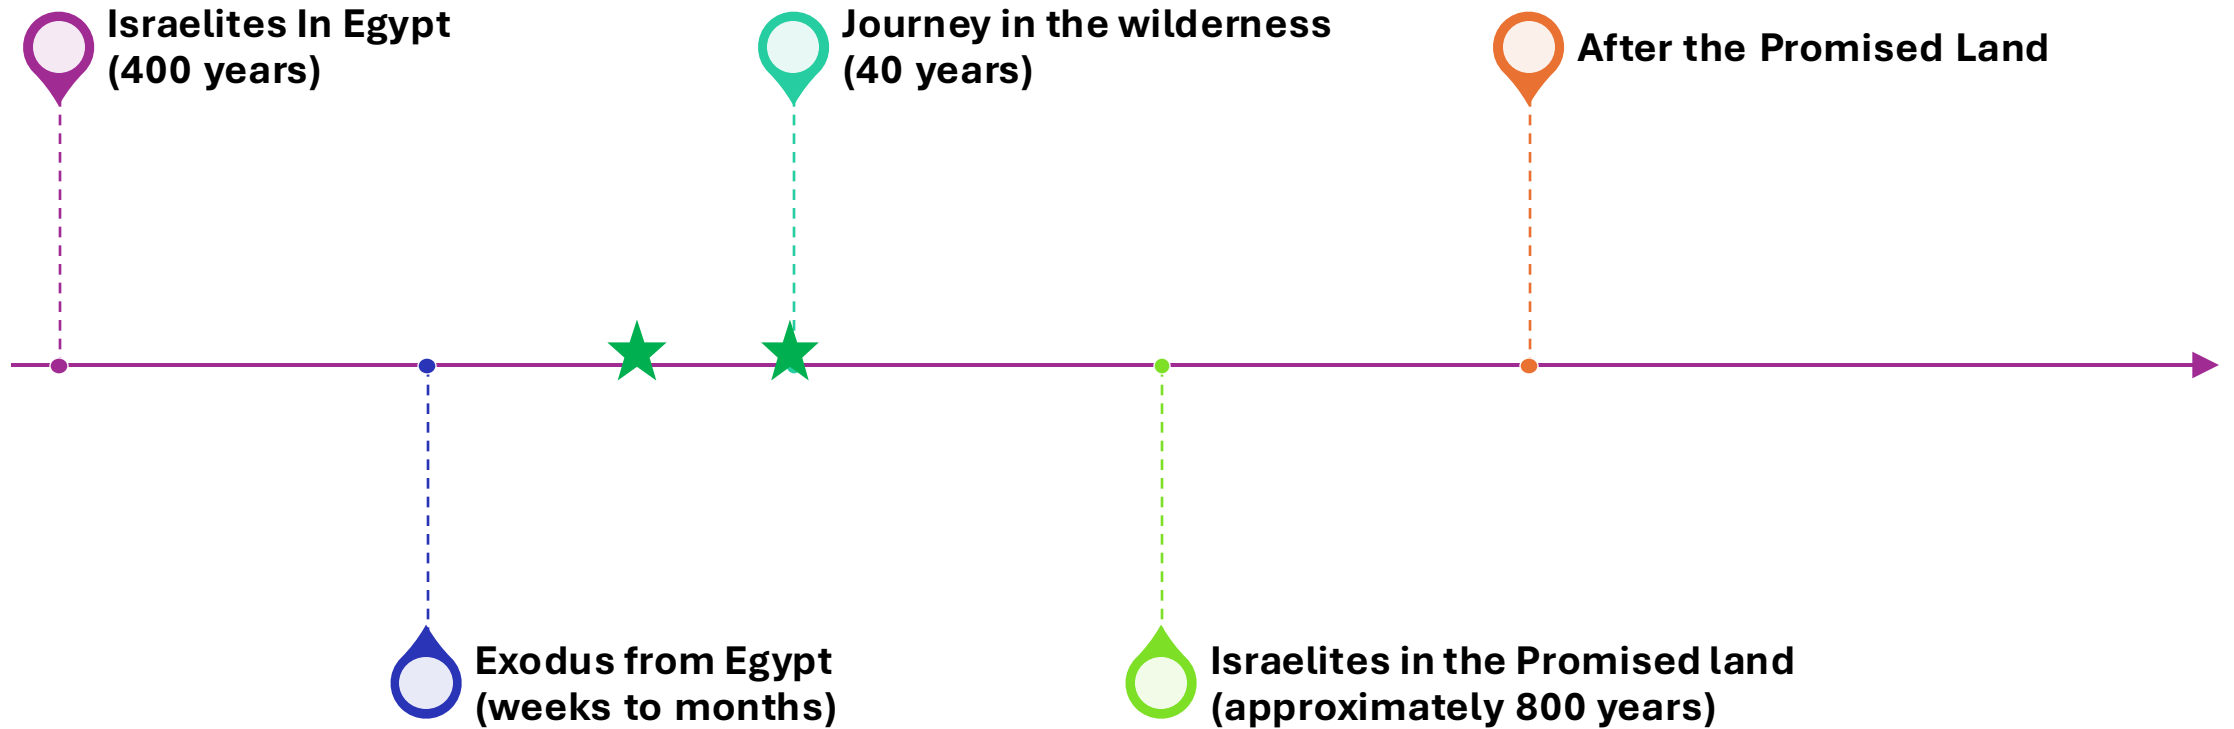 Israelites In Egypt
(400 years)
Journey in the wilderness
(40 years)
After the Promised Land
Exodus from Egypt
(weeks to months)
Israelites in the Promised land
(approximately 800 years)